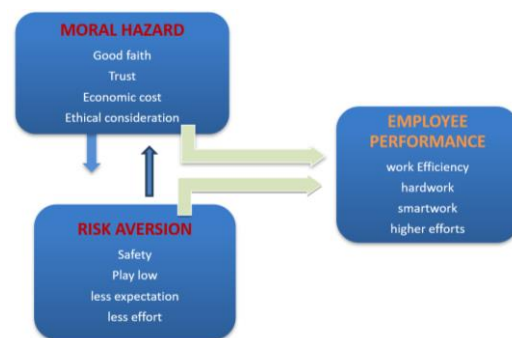 MORAL HAZARD
Good faith
Trust
Economic cost
Ethical consideration
EMPLOYEE
PERFORMANCE
work Efficiency
hardwork
smartwork
higher efforts
RISK AVERSION
Safety
Play low
less expectation
less effort